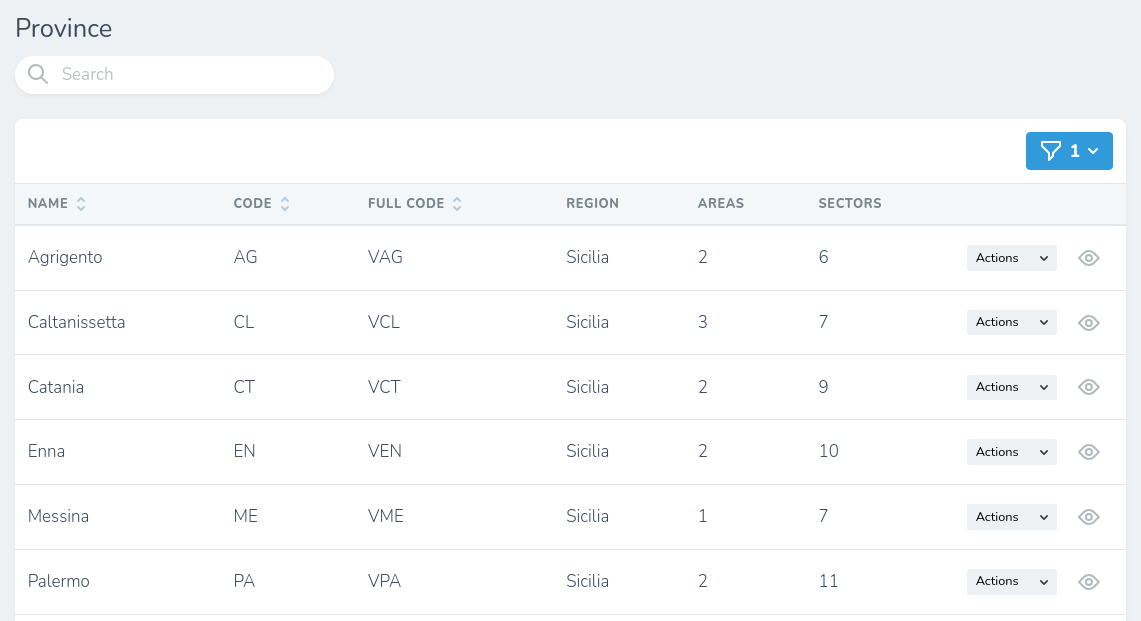 Province
Search
1
NAME CODE FULL CODE REGION AREAS SECTORS
Agrigento AG VAG Sicilia 2 6 Actions
Caltanissetta CL VCL Sicilia 3 7 Actions
Catania CT VCT Sicilia 2 9 Actions
Enna EN VEN Sicilia 2 10 Actions
Messina ME VME Sicilia 1 7 Actions
Palermo PA VPA Sicilia 2 11 Actions